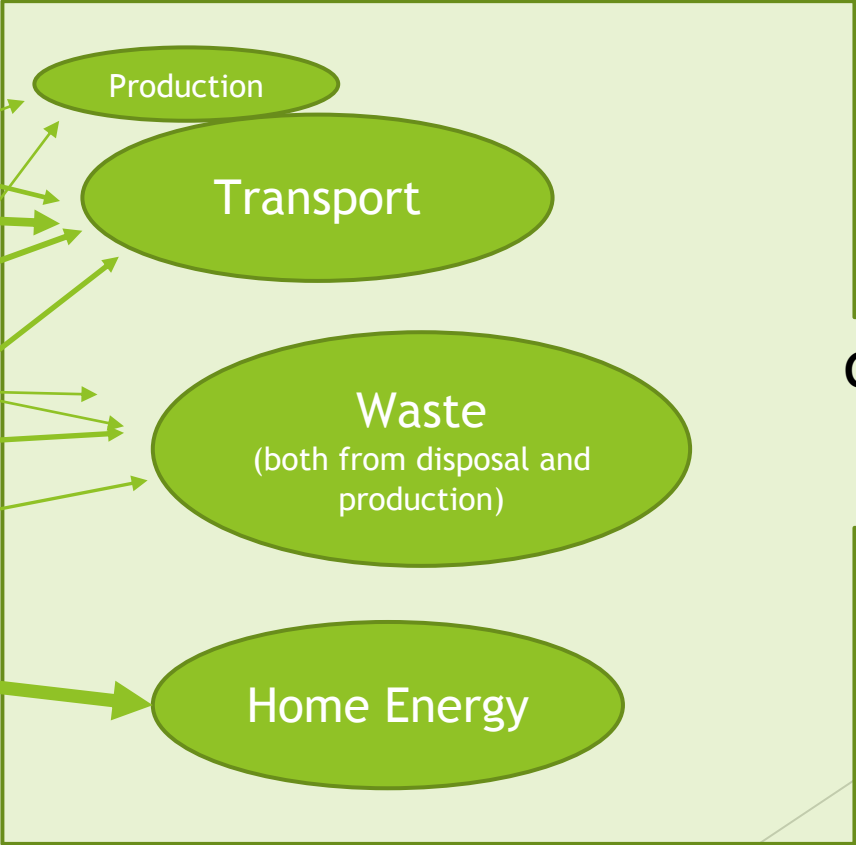 Production
Transport
Waste
(both from disposal and
production)
Home Energy